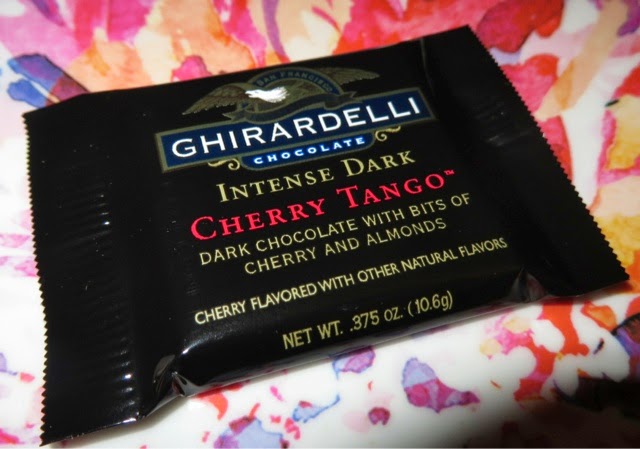 SAN FRANCISCO
GHIRARDELLI
CHOCOLATE
INTENSE DARK
CHERRY TANGO™
DARK CHOCOLATE WITH BITS OF
CHERRY AND ALMONDS
CHERRY FLAVORED WITH OTHER NATURAL FLAVORS
NET WT. .375 OZ. (10.6g)